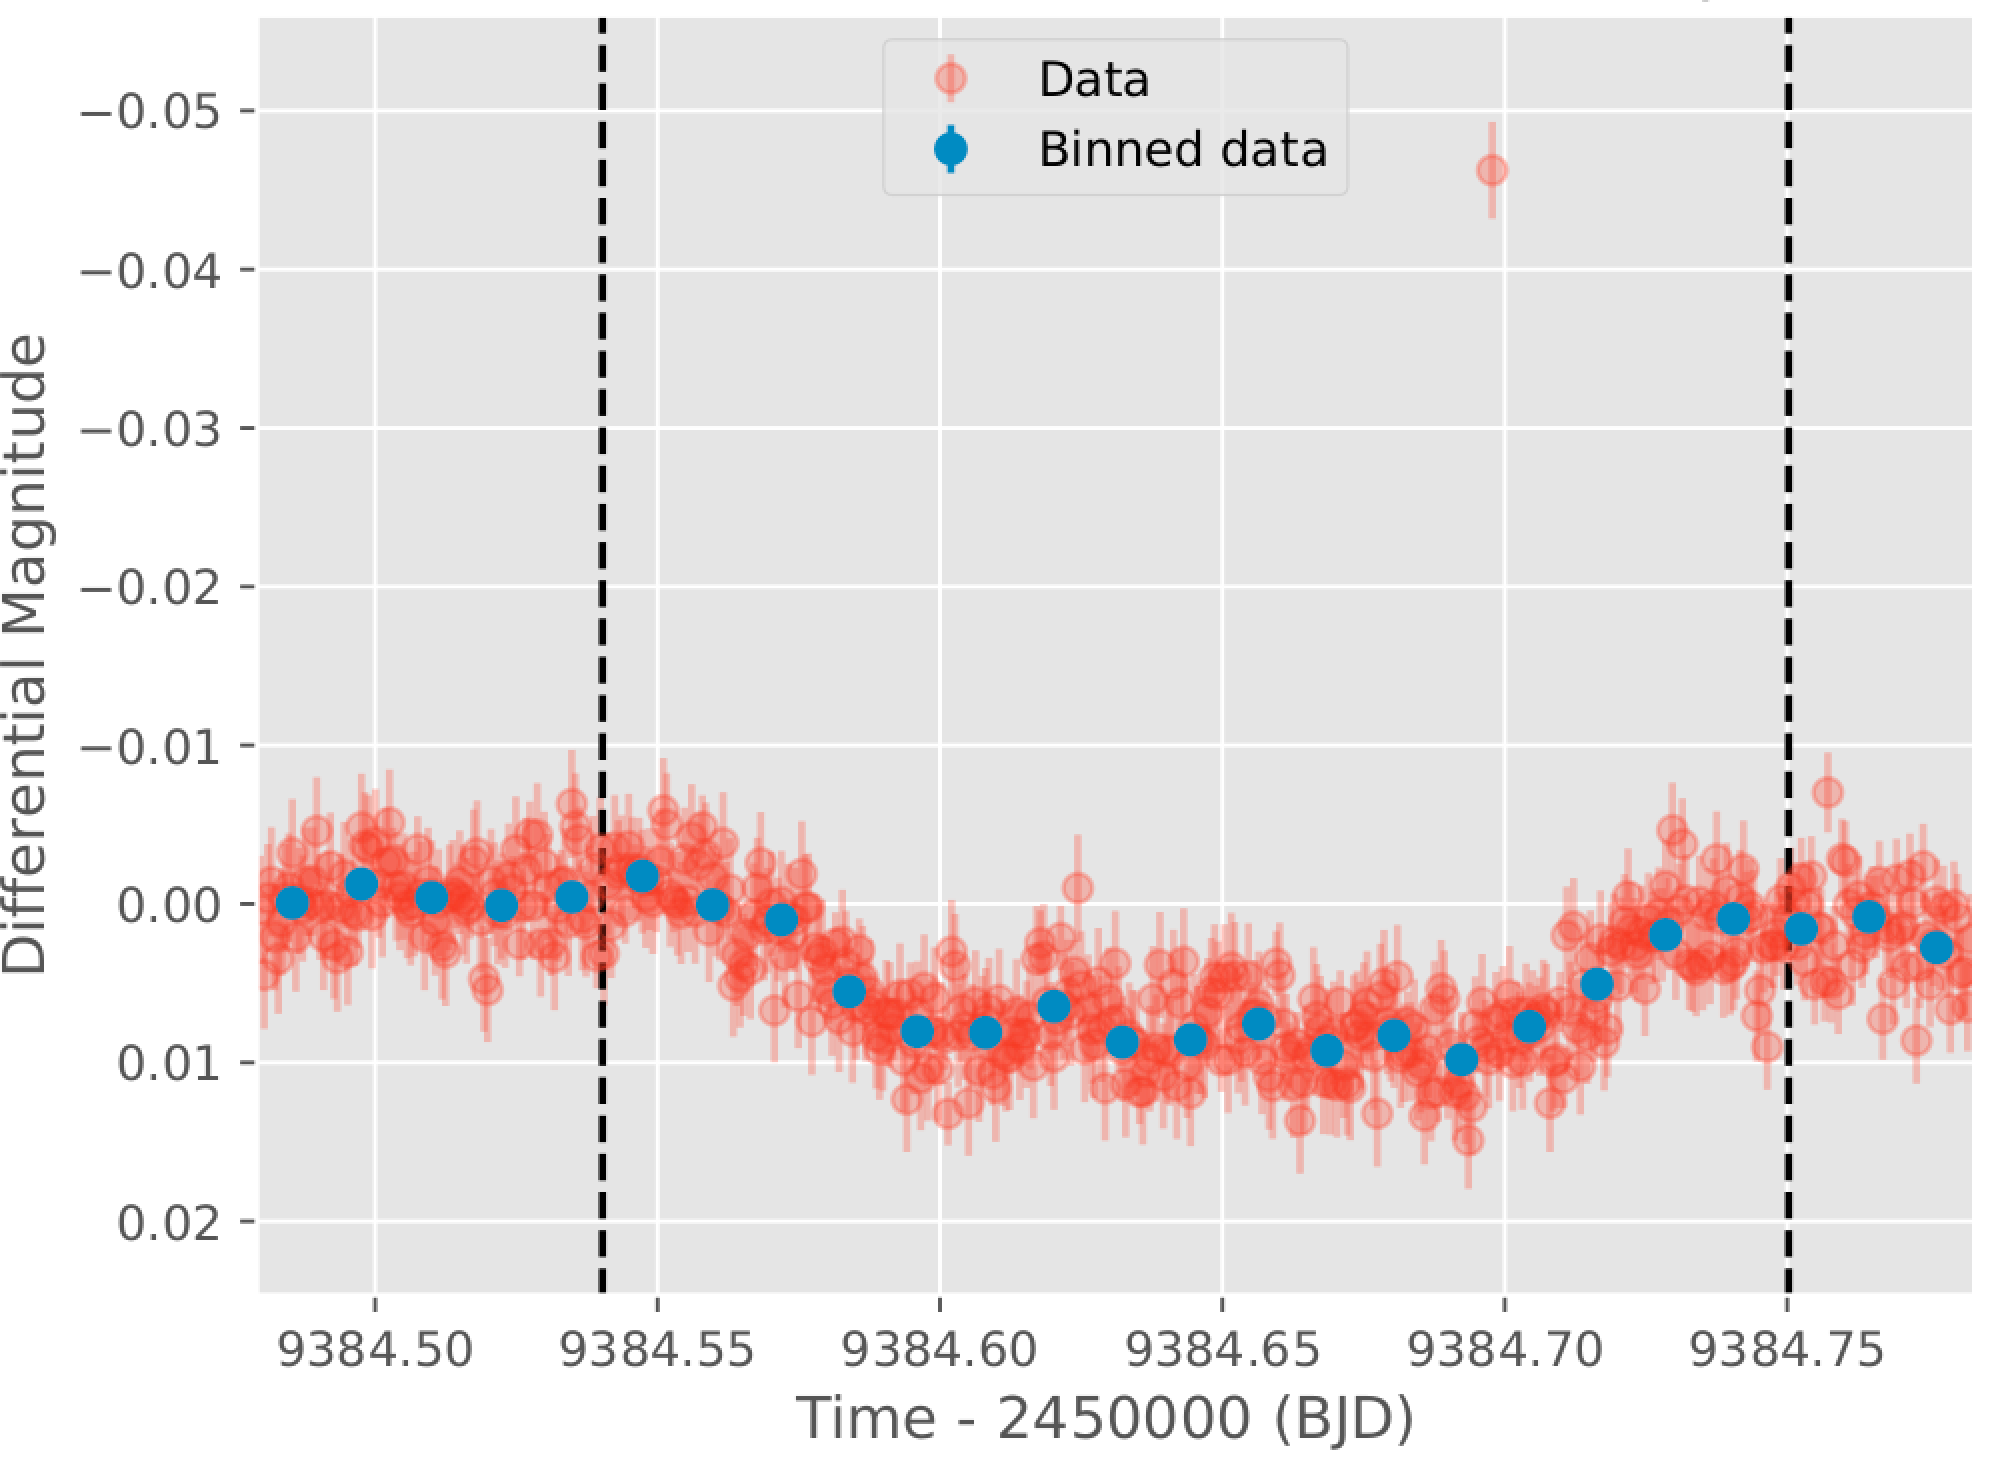 Data
Binned data
−0.05
−0.04
−0.03
−0.02
−0.01
0.00
0.01
0.02
Differential Magnitude
9384.50 9384.55 9384.60 9384.65 9384.70 9384.75
Time - 2450000 (BJD)